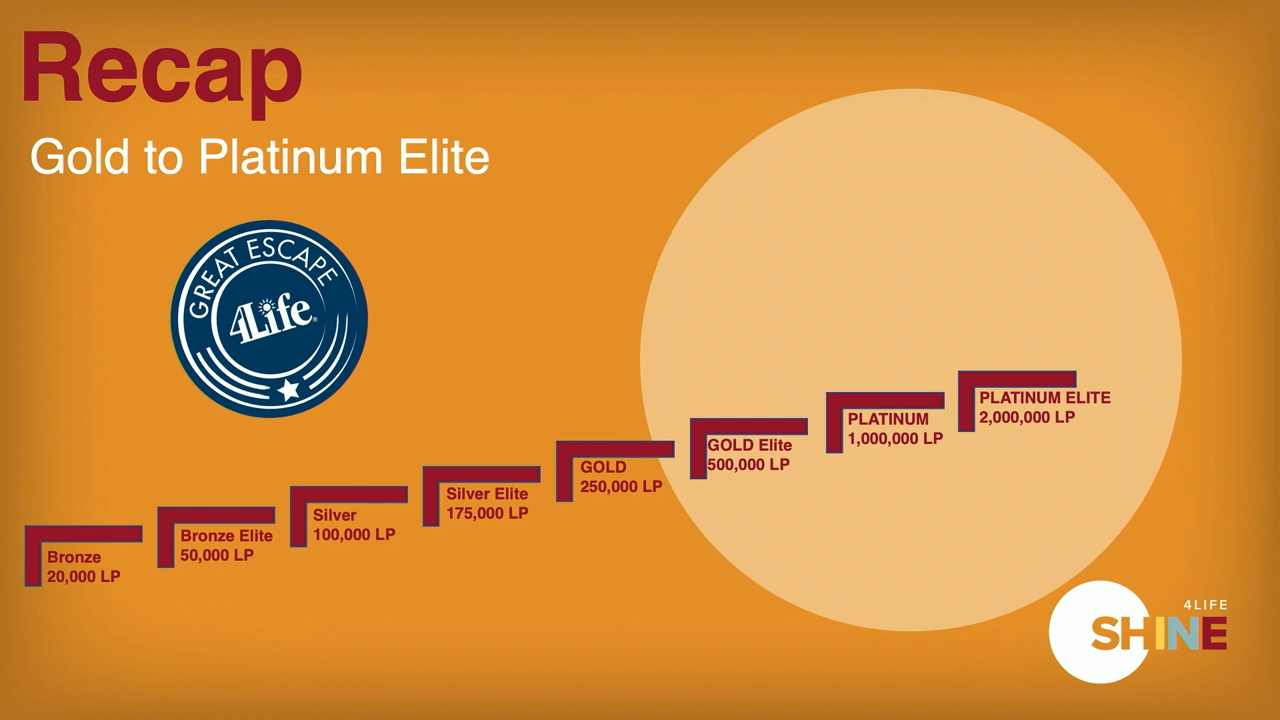 Recap
Gold to Platinum Elite
GREAT ESCAPE
4Life®
PLATINUM ELITE
2,000,000 LP
PLATINUM
1,000,000 LP
GOLD Elite
500,000 LP
GOLD
250,000 LP
Silver Elite
175,000 LP
Silver
100,000 LP
Bronze Elite
50,000 LP
Bronze
20,000 LP
4LIFE
SHINE